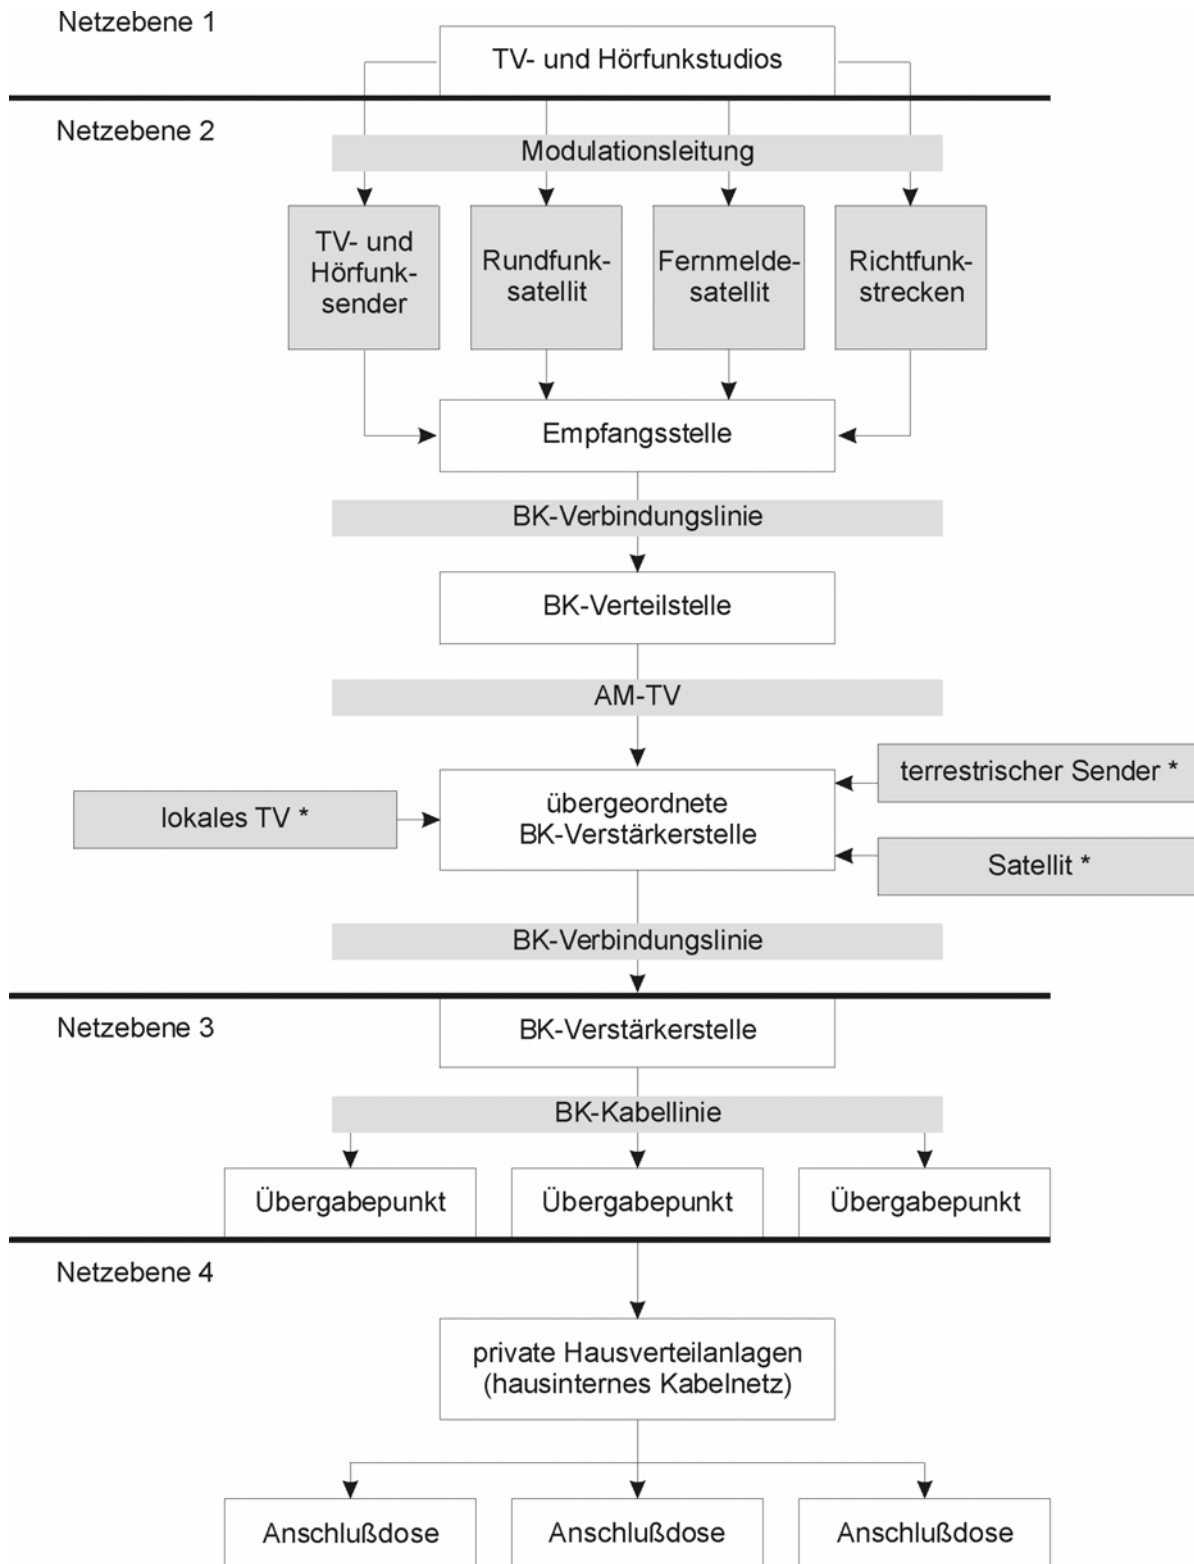 Netzebene 1
TV- und Hörfunkstudios
Netzebene 2
Modulationsleitung
TV- und
Hörfunk-
sender
Rundfunk-
satellit
Fernmelde-
satellit
Richtfunk-
strecken
Empfangsstelle
BK-Verbindungslinie
BK-Verteilstelle
AM-TV
terrestrischer Sender *
lokales TV *
übergeordnete
BK-Verstärkerstelle
Satellit *
BK-Verbindungslinie
Netzebene 3
BK-Verstärkerstelle
BK-Kabellinie
Übergabepunkt
Übergabepunkt
Übergabepunkt
Netzebene 4
private Hausverteilanlagen
(hausinternes Kabelnetz)
Anschlußdose
Anschlußdose
Anschlußdose